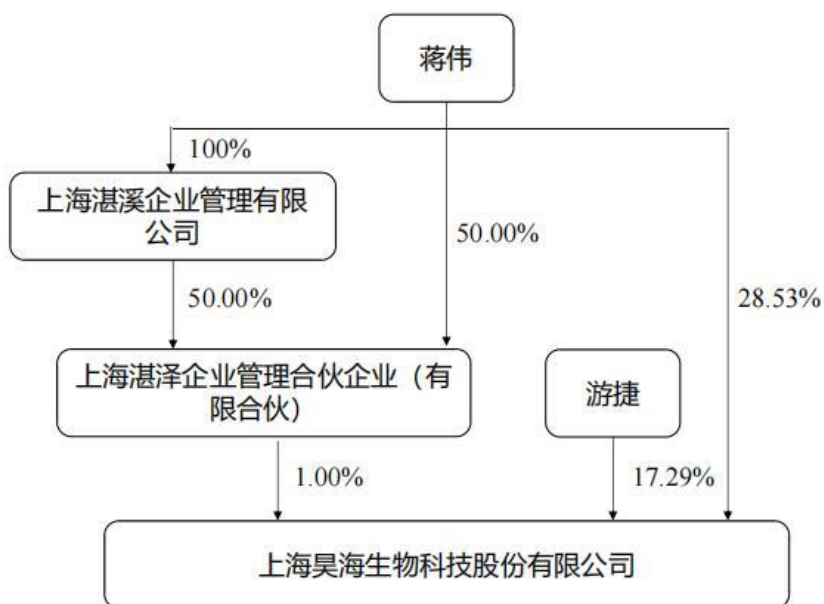 蒋伟
100%
上海湛溪企业管理有限
公司
50.00%
50.00%
28.53%
上海湛泽企业管理合伙企业（有
限合伙）
游捷
1.00%
17.29%
上海昊海生物科技股份有限公司